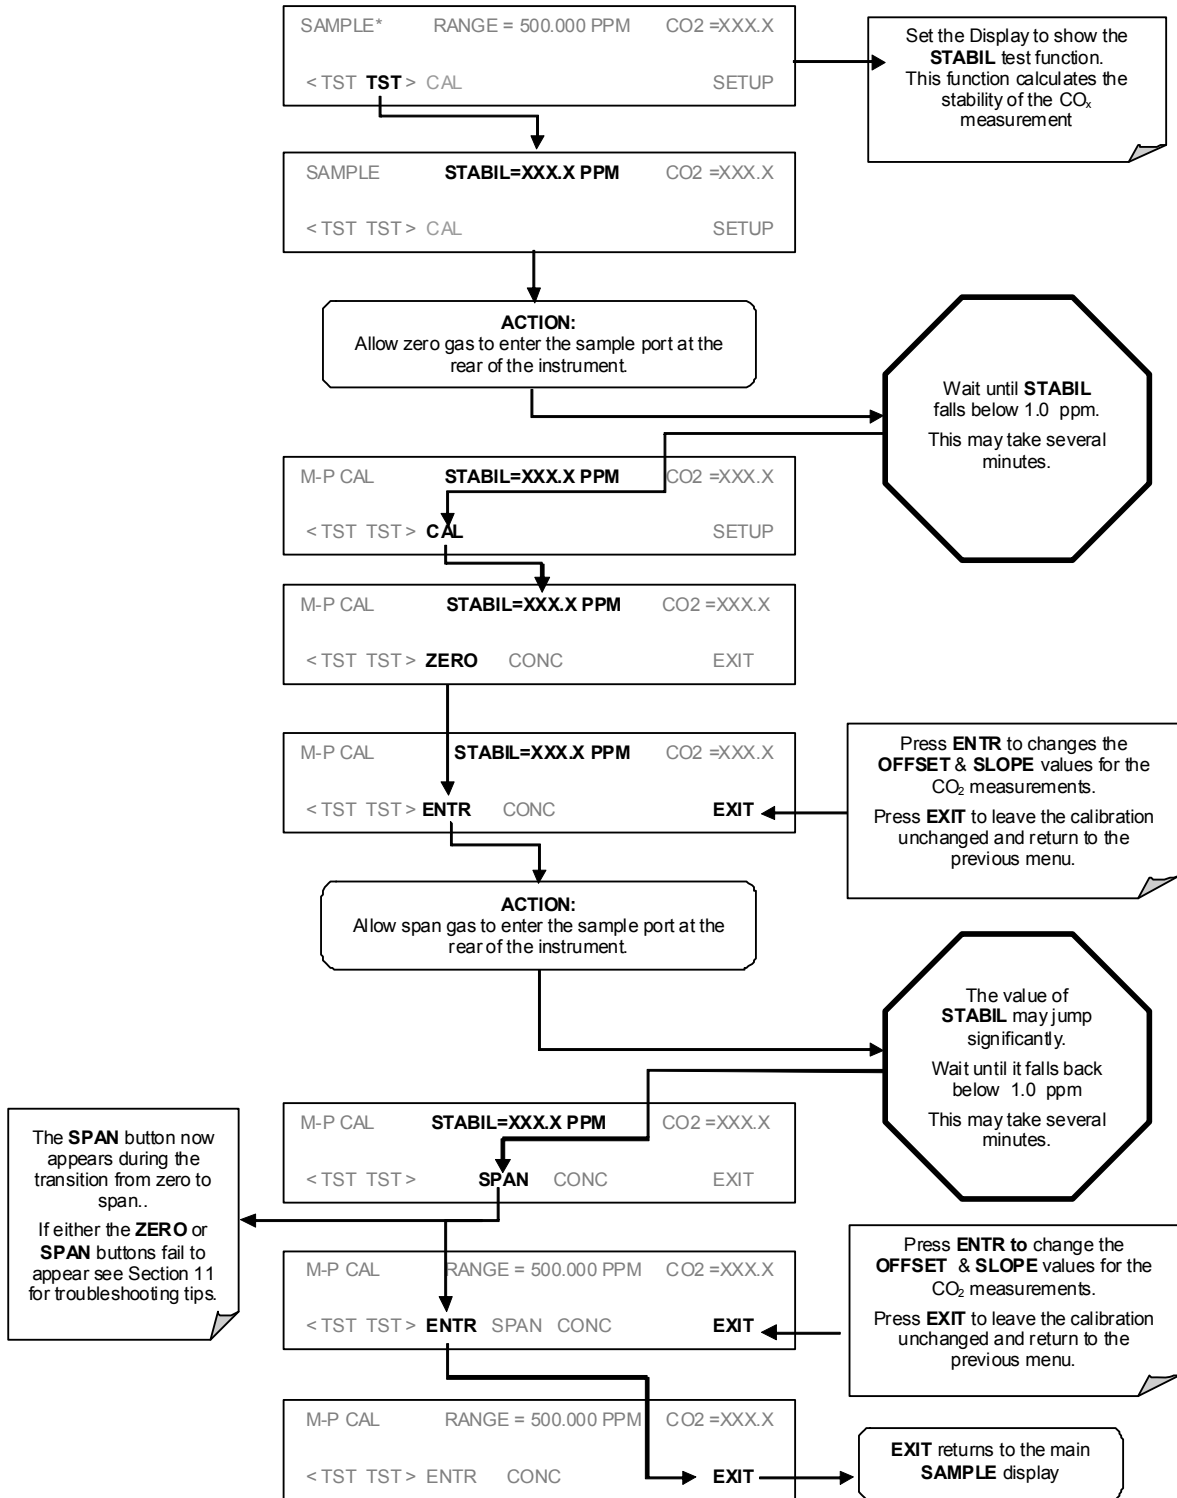 SAMPLE* RANGE = 500.000 PPM CO2 =XXX.X
< TST TST > CAL SETUP
Set the Display to show the
STABIL test function.
This function calculates the
stability of the COx
measurement
SAMPLE STABIL=XXX.X PPM CO2 =XXX.X
< TST TST > CAL SETUP
ACTION:
Allow zero gas to enter the sample port at the
rear of the instrument.
Wait until STABIL
falls below 1.0 ppm.
This may take several
minutes.
M-P CAL STABIL=XXX.X PPM CO2 =XXX.X
< TST TST > CAL SETUP
M-P CAL STABIL=XXX.X PPM CO2 =XXX.X
< TST TST > ZERO CONC EXIT
M-P CAL STABIL=XXX.X PPM CO2 =XXX.X
< TST TST > ENTR CONC EXIT
Press ENTR to changes the
OFFSET & SLOPE values for the
CO2 measurements.
Press EXIT to leave the calibration
unchanged and return to the
previous menu.
ACTION:
Allow span gas to enter the sample port at the
rear of the instrument.
The value of
STABIL may jump
significantly.
Wait until it falls back
below 1.0 ppm
This may take several
minutes.
M-P CAL STABIL=XXX.X PPM CO2 =XXX.X
< TST TST > SPAN CONC EXIT
The SPAN button now
appears during the
transition from zero to
span..
If either the ZERO or
SPAN buttons fail to
appear see Section 11
for troubleshooting tips.
M-P CAL RANGE = 500.000 PPM CO2 =XXX.X
< TST TST > ENTR SPAN CONC EXIT
Press ENTR to change the
OFFSET & SLOPE values for the
CO2 measurements.
Press EXIT to leave the calibration
unchanged and return to the
previous menu.
M-P CAL RANGE = 500.000 PPM CO2 =XXX.X
< TST TST > ENTR CONC EXIT
EXIT returns to the main
SAMPLE display